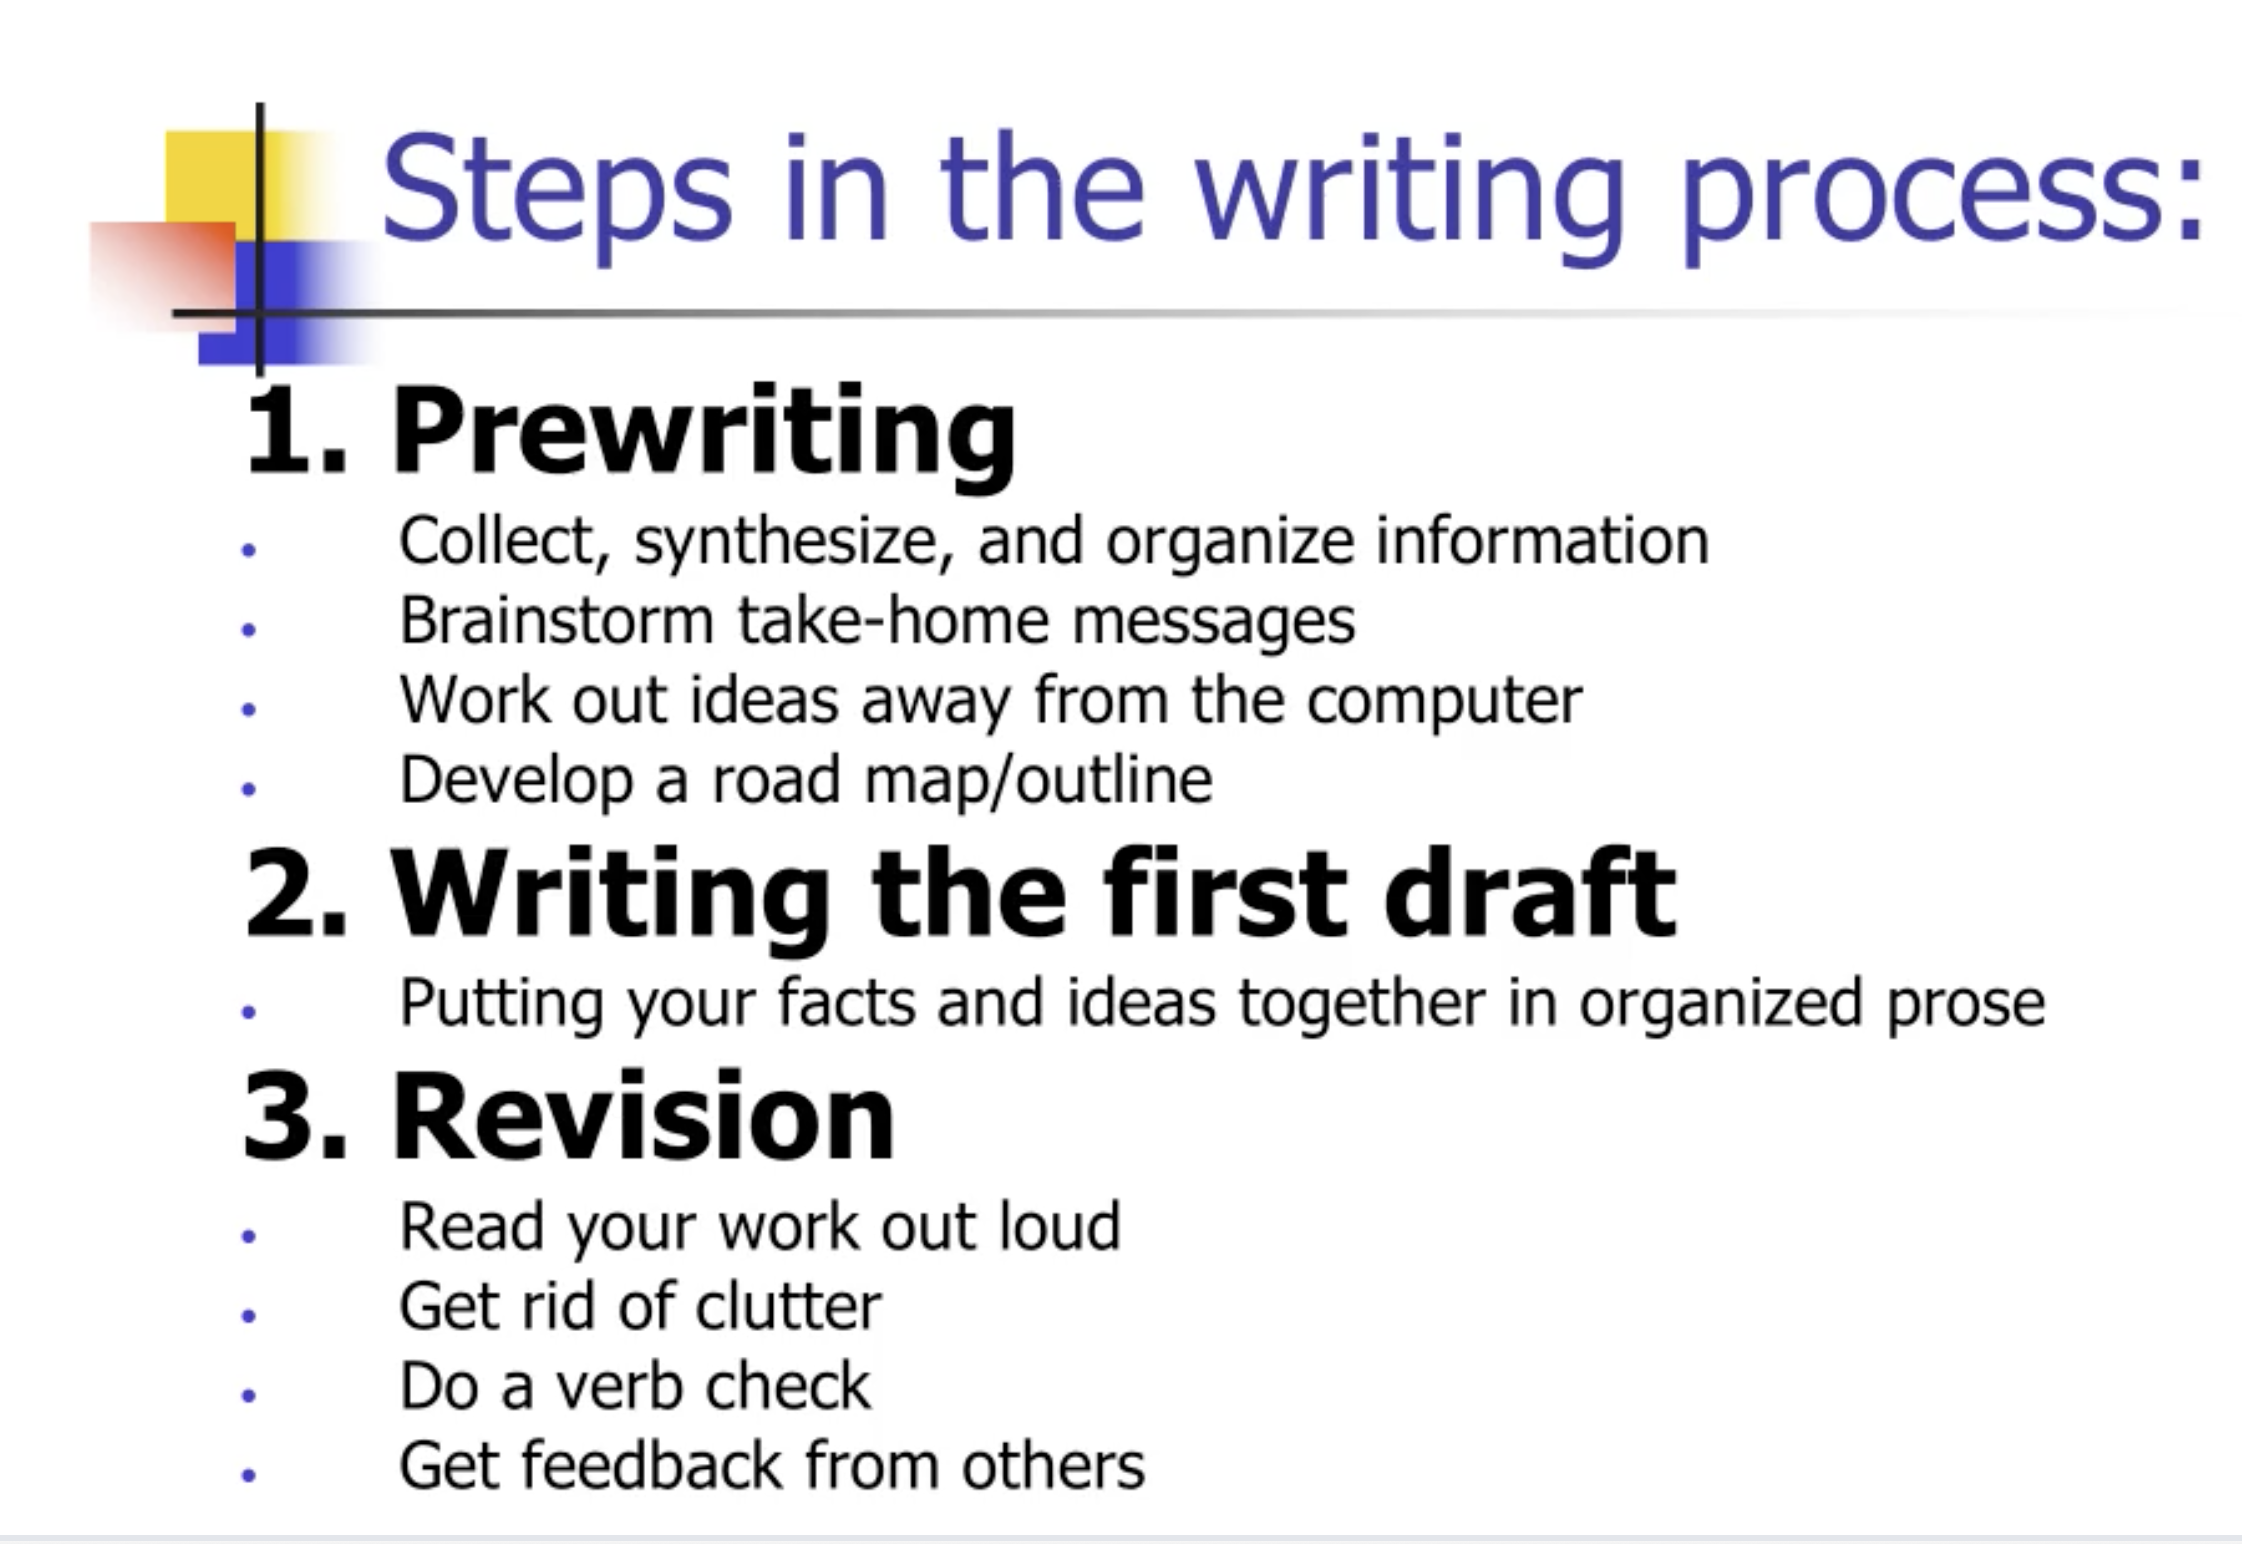 Steps in the writing process:
1. Prewriting
• Collect, synthesize, and organize information
• Brainstorm take-home messages
• Work out ideas away from the computer
• Develop a road map/outline
2. Writing the first draft
• Putting your facts and ideas together in organized prose
3. Revision
• Read your work out loud
• Get rid of clutter
• Do a verb check
• Get feedback from others